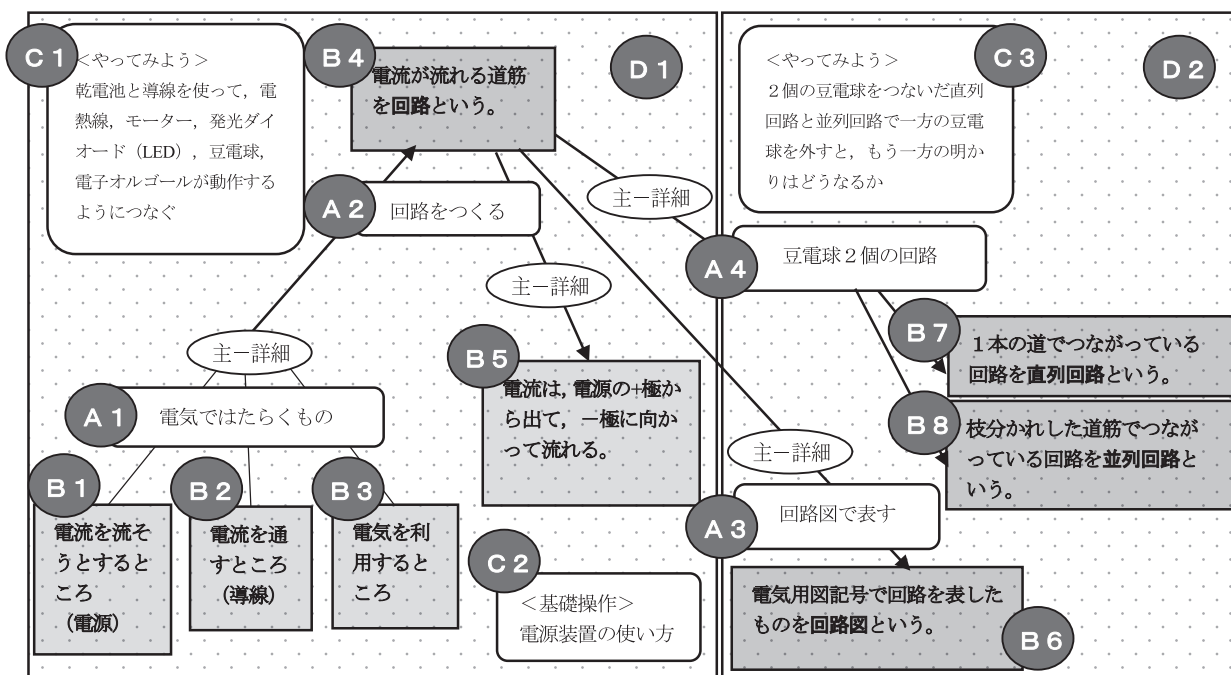 C1
＜やってみよう＞
乾電池と導線を使って，電
熱線，モーター，発光ダイ
オード（LED），豆電球，
電子オルゴールが動作する
ようにつなぐ
B4
電流が流れる道筋
を回路という。
D1
A2
回路をつくる
主－詳細
主－詳細
主－詳細
A1
電気ではたらくもの
B1
電流を流そ
うとすると
ころ
（電源）
B2
電流を通
すところ
（導線）
B3
電気を利
用するところ
B5
電流は，電源の+極か
ら出て，－極に向か
って流れる。
C2
＜基礎操作＞
電源装置の使い方
C3
＜やってみよう＞
２個の豆電球をつないだ直列
回路と並列回路で一方の豆電
球を外すと，もう一方の明か
りはどうなるか
D2
A4
豆電球２個の回路
B7
１本の道でつながっている
回路を直列回路という。
B8
枝分かれした道筋でつなが
っている回路を並列回路と
いう。
主－詳細
A3
回路図で表す
電気用図記号で回路を表した
ものを回路図という。
B6